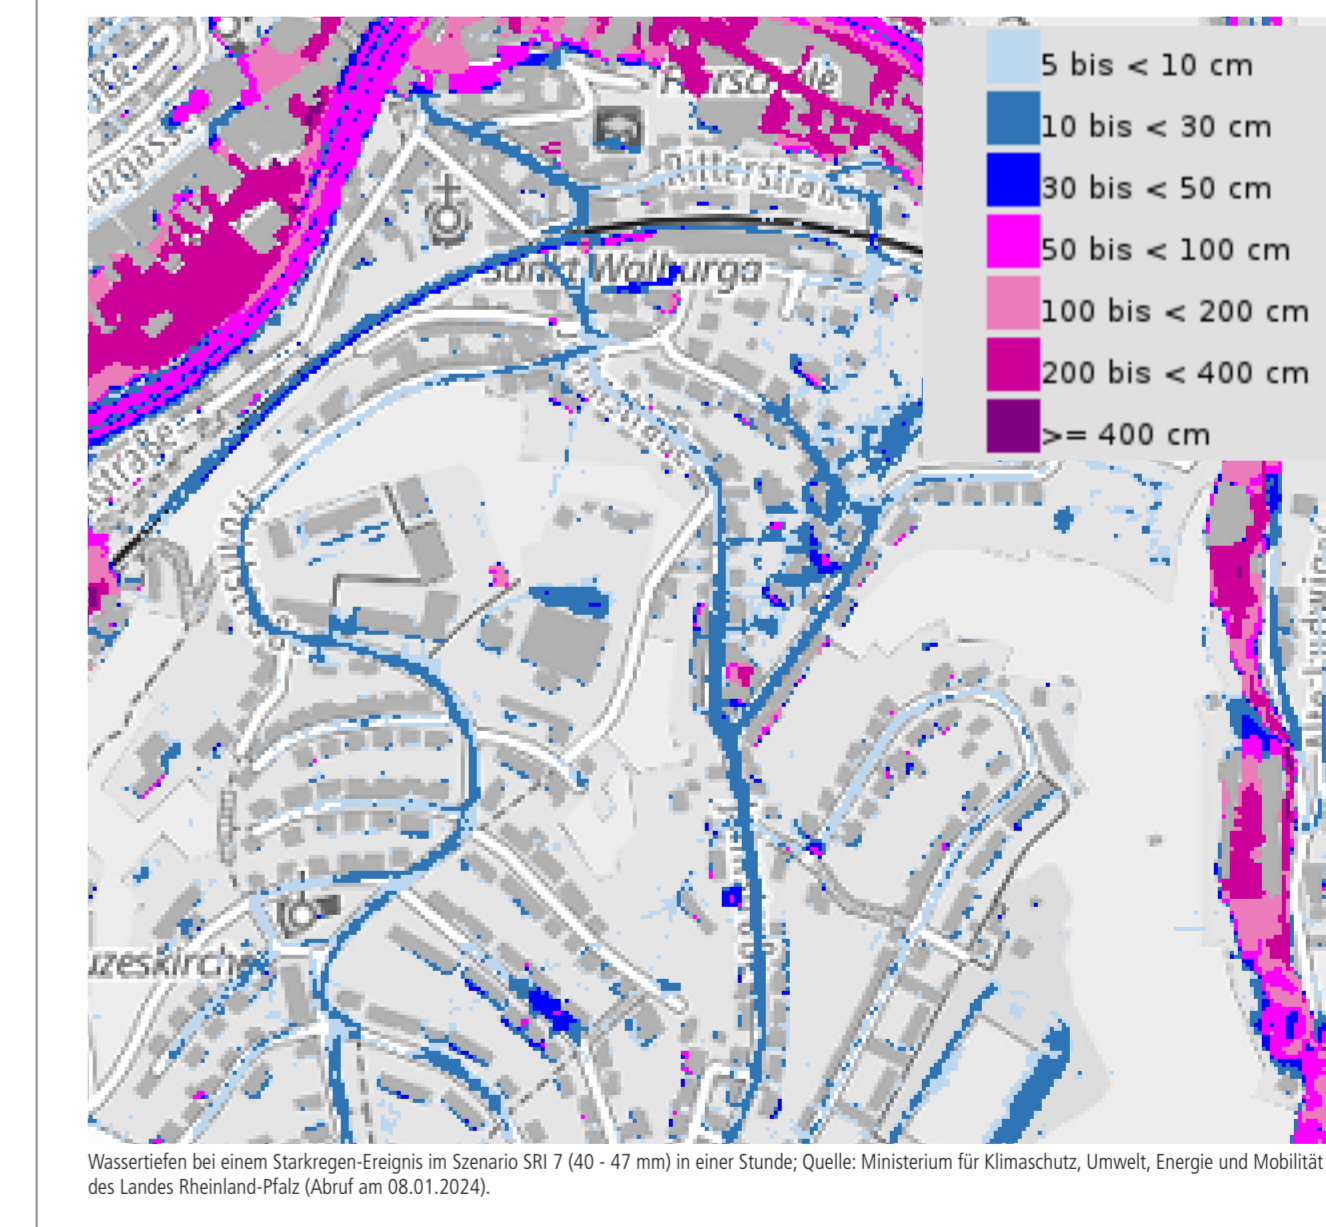 Fahrschule
5 bis < 10 cm
10 bis < 30 cm
30 bis < 50 cm
50 bis < 100 cm
100 bis < 200 cm
200 bis < 400 cm
>= 400 cm
Ritterstraße
Sankt Walburga
straße
uzeskirche
Wassertiefen bei einem Starkregen-Ereignis im Szenario SRI 7 (40 - 47 mm) in einer Stunde; Quelle: Ministerium für Klimaschutz, Umwelt, Energie und Mobilität
des Landes Rheinland-Pfalz (Abruf am 08.01.2024).